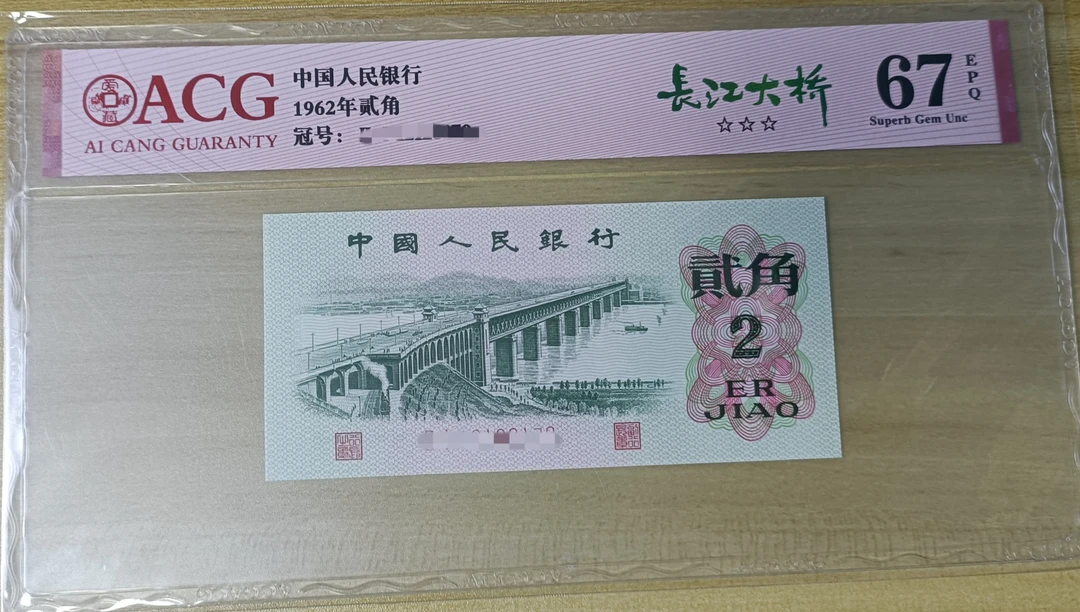 ACG
AI CANG GUARANTY
中国人民银行
1962年贰角
冠号:
長江大桥
☆☆☆
67
EPQ
Superb Gem Unc
中國人民銀行
貳角
2
ER
JIAO